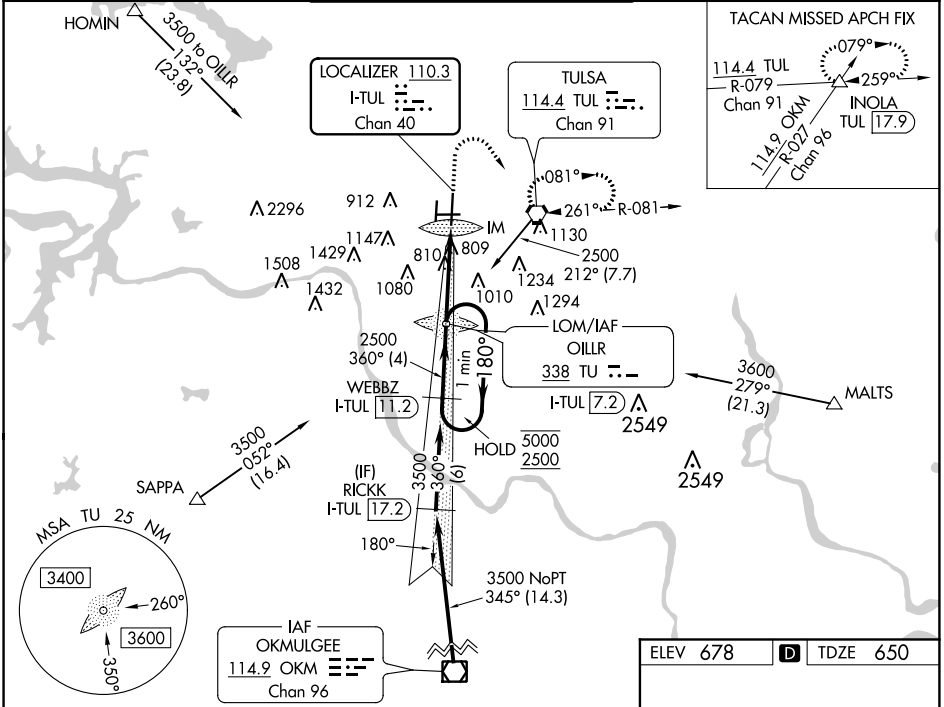 HOMIN
3500 to OILLR
132°
(23.8)
LOCALIZER 110.3
I-TUL
Chan 40
TULSA
114.4 TUL
Chan 91
TACAN MISSED APCH FIX
079°
259°
114.4 TUL
R-079
Chan 91
INOLA
TUL 17.9
114.9 OKM
R-027
Chan 96
081°
261°
R-081
2296
912
IM
1130
1147
1429
810
809
2500
212° (7.7)
1508
1432
1080
1010
1234
1294
LOM/IAF
OILLR
338 TU
I-TUL 7.2
2500
360° (4)
1 min
180°
WEBBZ
I-TUL 11.2
HOLD
5000
2500
2549
2549
3600
279°
(21.3)
MALTS
3500
052°
(16.4)
SAPPA
3500
360°
(6)
(IF)
RICKK
I-TUL 17.2
180°
3500 NoPT
345° (14.3)
MSA TU 25 NM
3400
260°
3600
350°
IAF
OKMULGEE
114.9 OKM
Chan 96
ELEV 678
D
TDZE 650